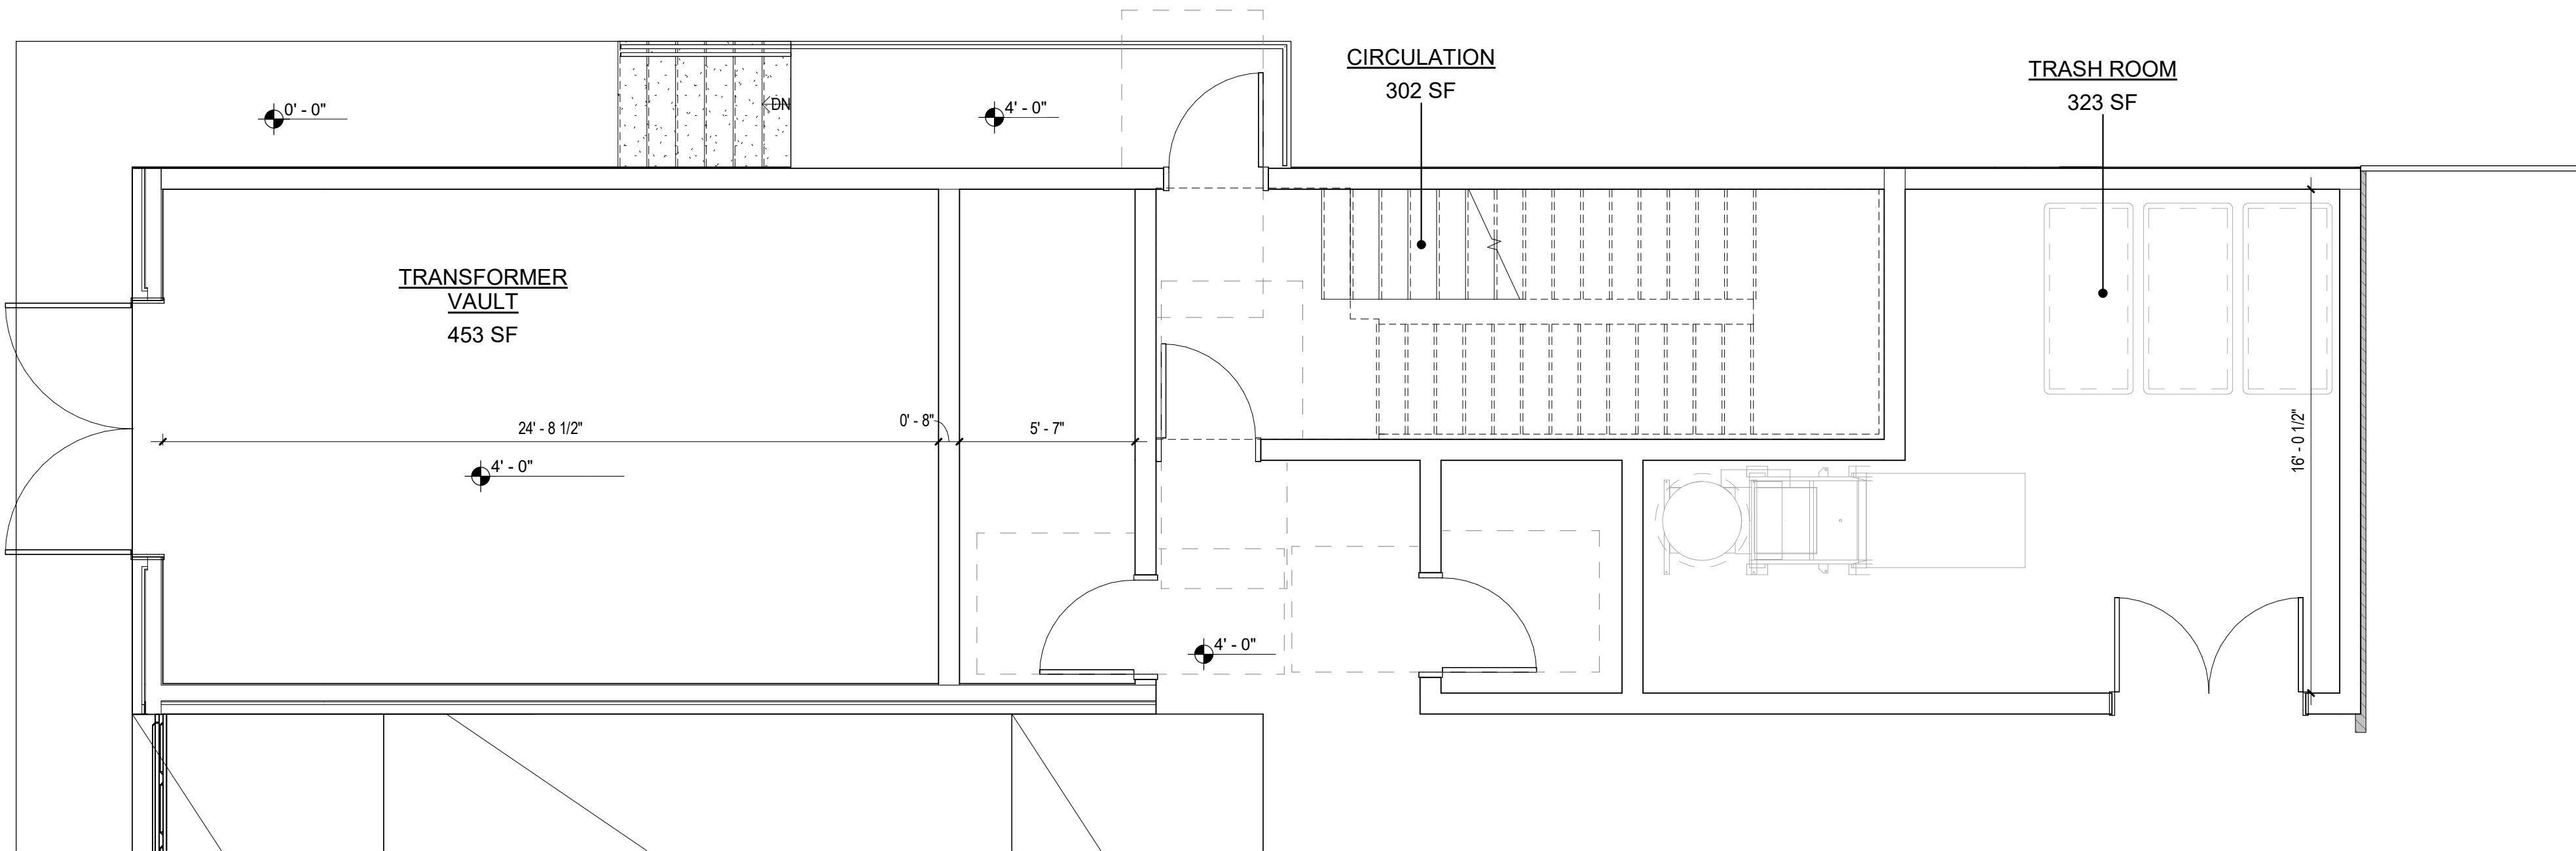 CIRCULATION
302 SF
TRASH ROOM
323 SF
0' - 0"
DN
4' - 0"
TRANSFORMER
VAULT
453 SF
24' - 8 1/2"
0' - 8"
5' - 7"
16' - 0 1/2"
4' - 0"
4' - 0"